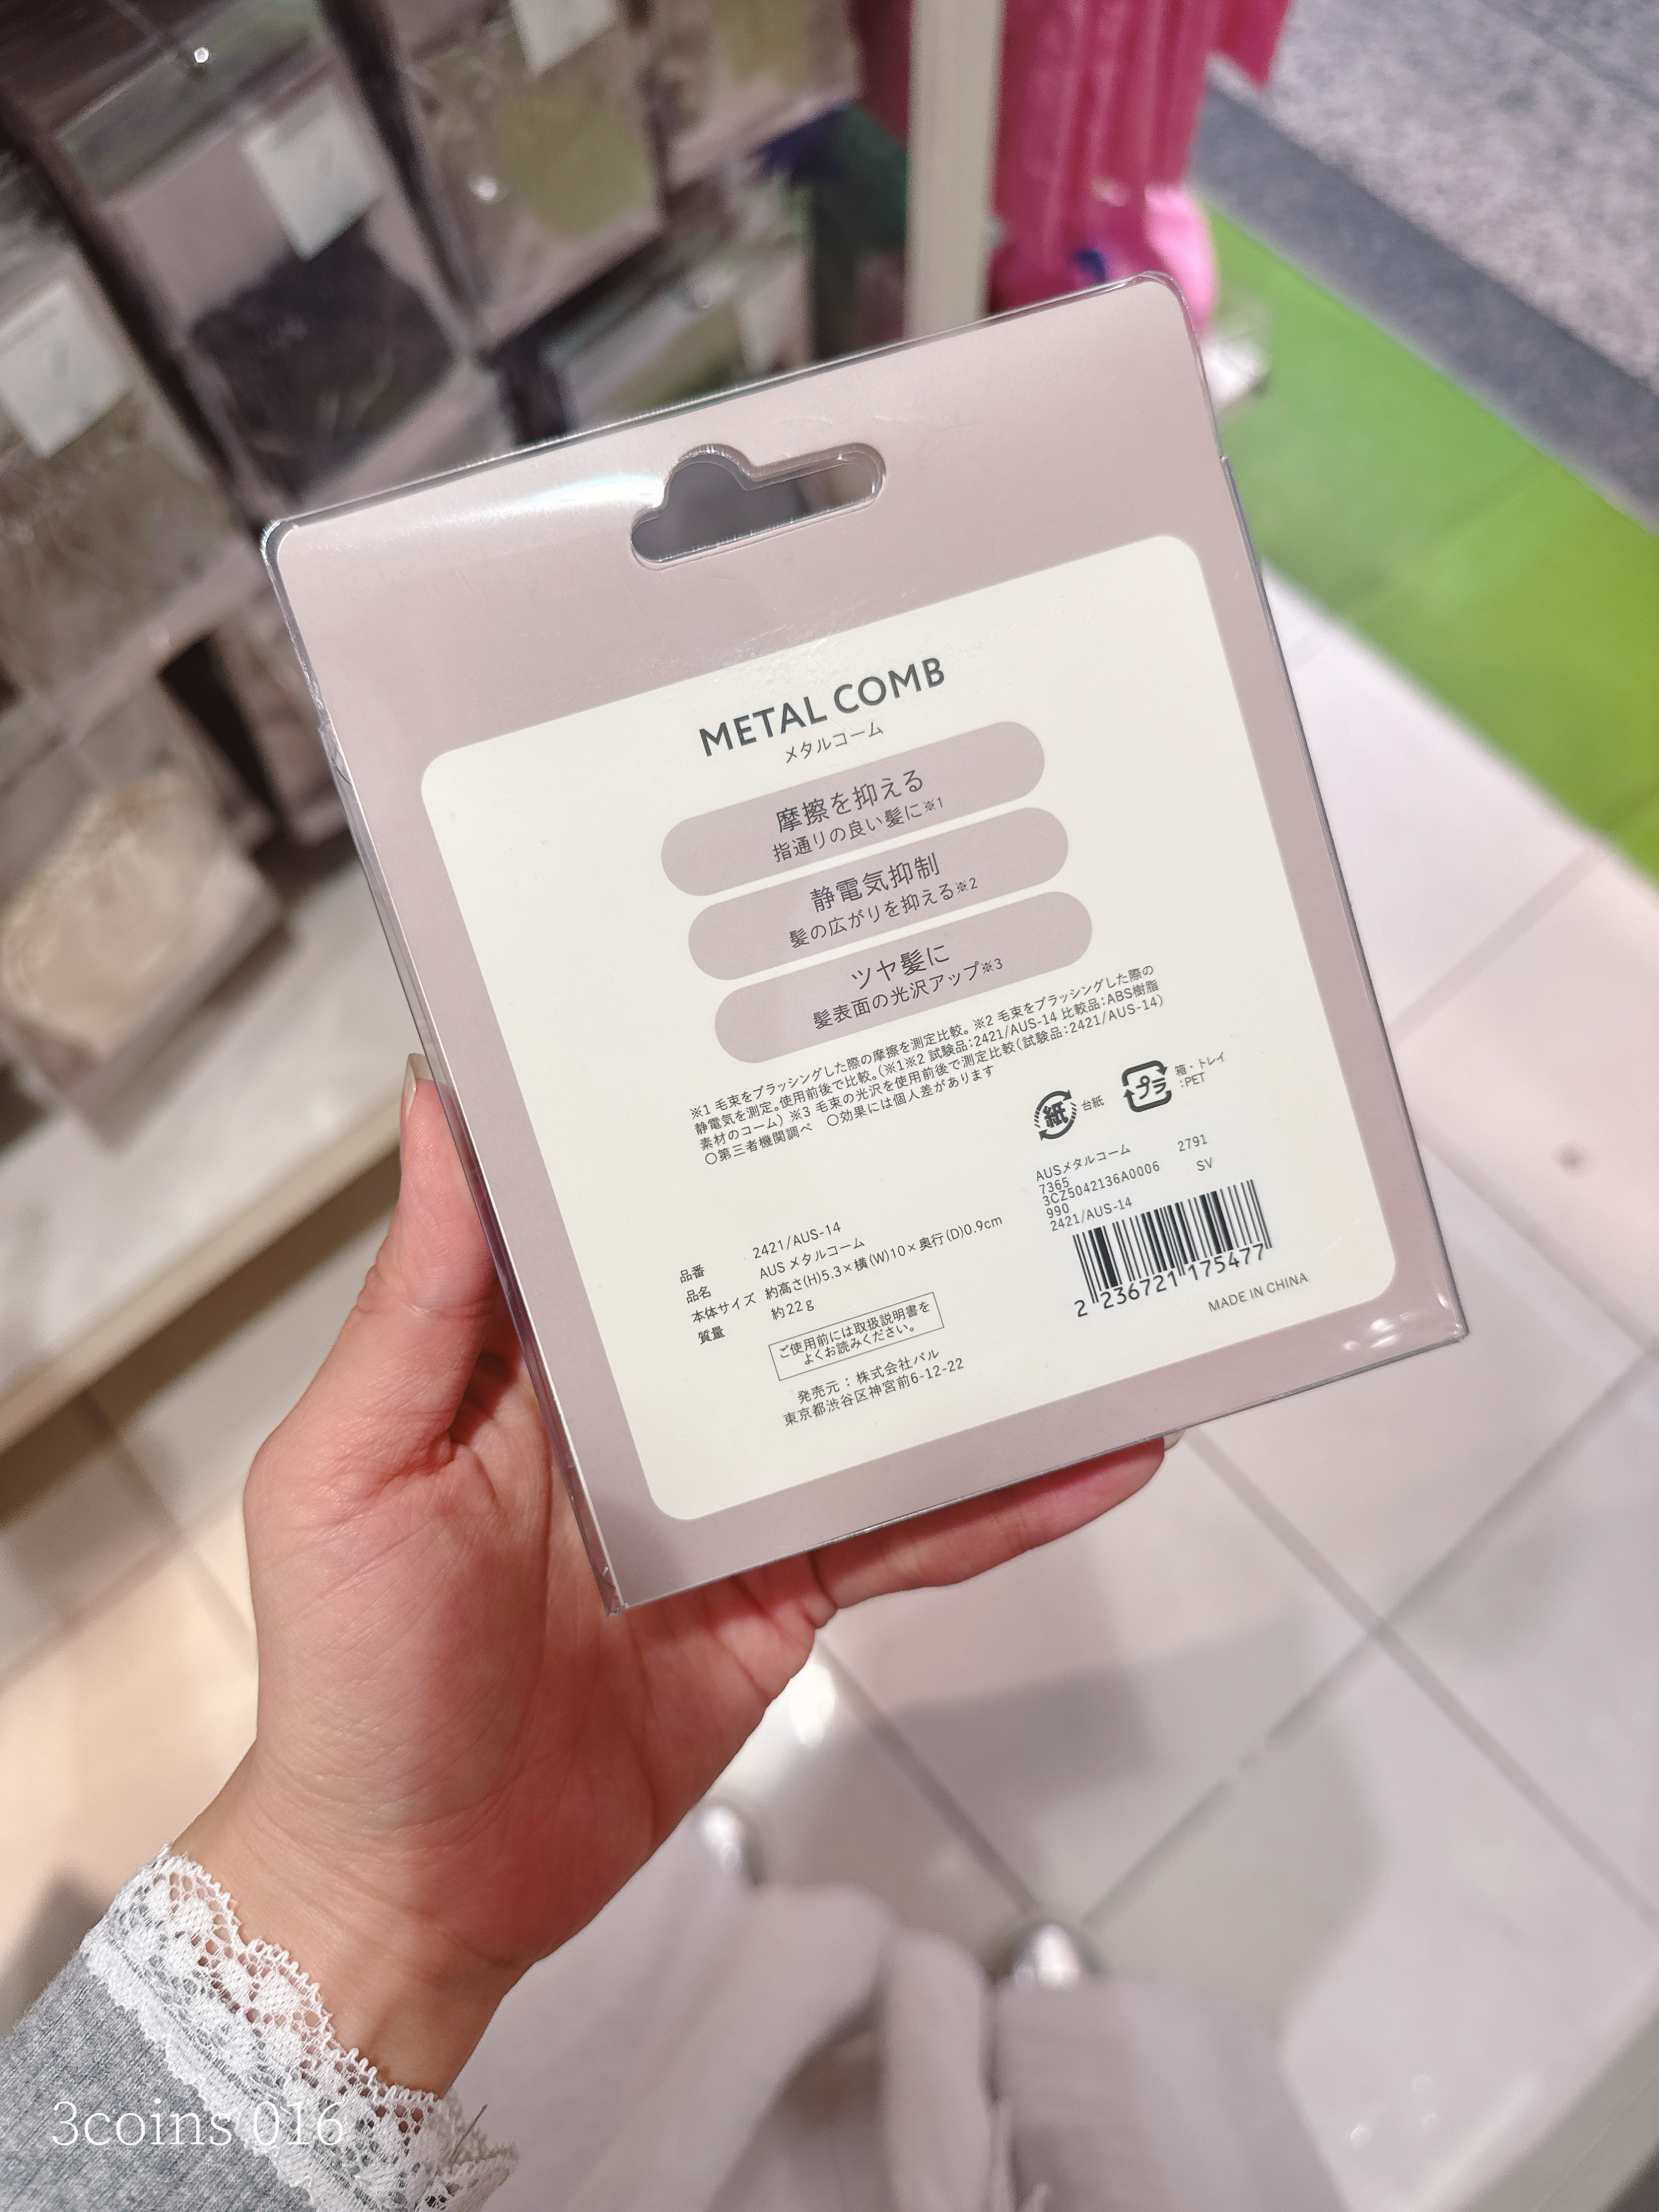 METAL COMB
メタルコーム
摩擦を抑える
指通りの良い髪に※1
静電気抑制
髪の広がりを抑える※2
ツヤ髪に
髪表面の光沢アップ※3
※1 毛束をブラッシングした際の摩擦を測定比較。※2 毛束をブラッシングした際の
静電気を測定。使用前後で比較。(※1※2 試験品:2421/AUS-14 比較品:ABS樹脂
素材のコーム) ※3 毛束の光沢を使用前後で測定比較(試験品:2421/AUS-14)
○第三者機関調べ ○効果には個人差があります
紙 台紙
プラ 箱・トレイ
:PET
AUSメタルコーム 2791
7365
3CZ5042136A0006 SV
990
2421/AUS-14
2 236721 175477
MADE IN CHINA
品番 2421/AUS-14
品名 AUS メタルコーム
本体サイズ 約高さ(H)5.3×横(W)10×奥行(D)0.9cm
質量 約22g
ご使用前には取扱説明書を
よくお読みください。
発売元:株式会社パル
東京都渋谷区神宮前6-12-22
3coins 016